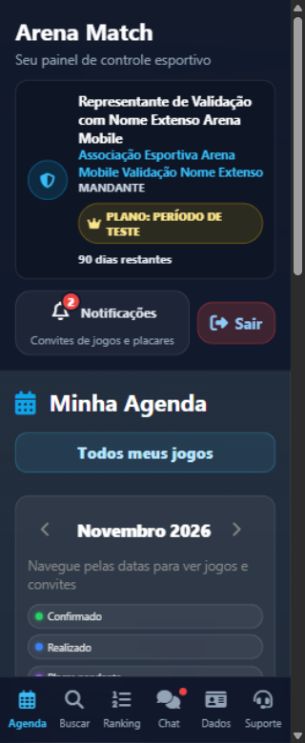 Arena Match
Seu painel de controle esportivo
Representante de Validação
com Nome Extenso Arena
Mobile
Associação Esportiva Arena
Mobile Validação Nome Extenso
MANDANTE
PLANO: PERÍODO DE
TESTE
90 dias restantes
2
Notificações
Convites de jogos e placares
Sair
Minha Agenda
Todos meus jogos
Novembro 2026
Navegue pelas datas para ver jogos e
convites
Confirmado
Realizado
Agenda
Buscar
Ranking
Chat
Dados
Suporte